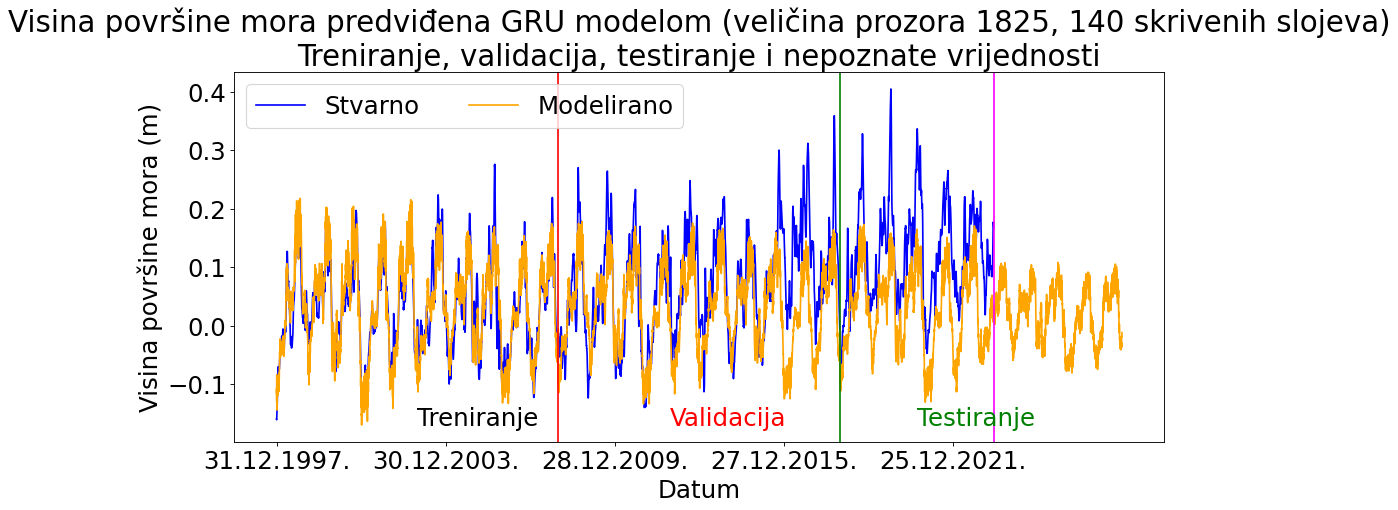 Visina površine mora predviđena GRU modelom (veličina prozora 1825, 140 skrivenih slojeva)
Treniranje, validacija, testiranje i nepoznate vrijednosti
Stvarno
Modelirano
Visina površine mora (m)
0.4
0.3
0.2
0.1
0.0
−0.1
Treniranje
Validacija
Testiranje
31.12.1997.
30.12.2003.
28.12.2009.
27.12.2015.
25.12.2021.
Datum